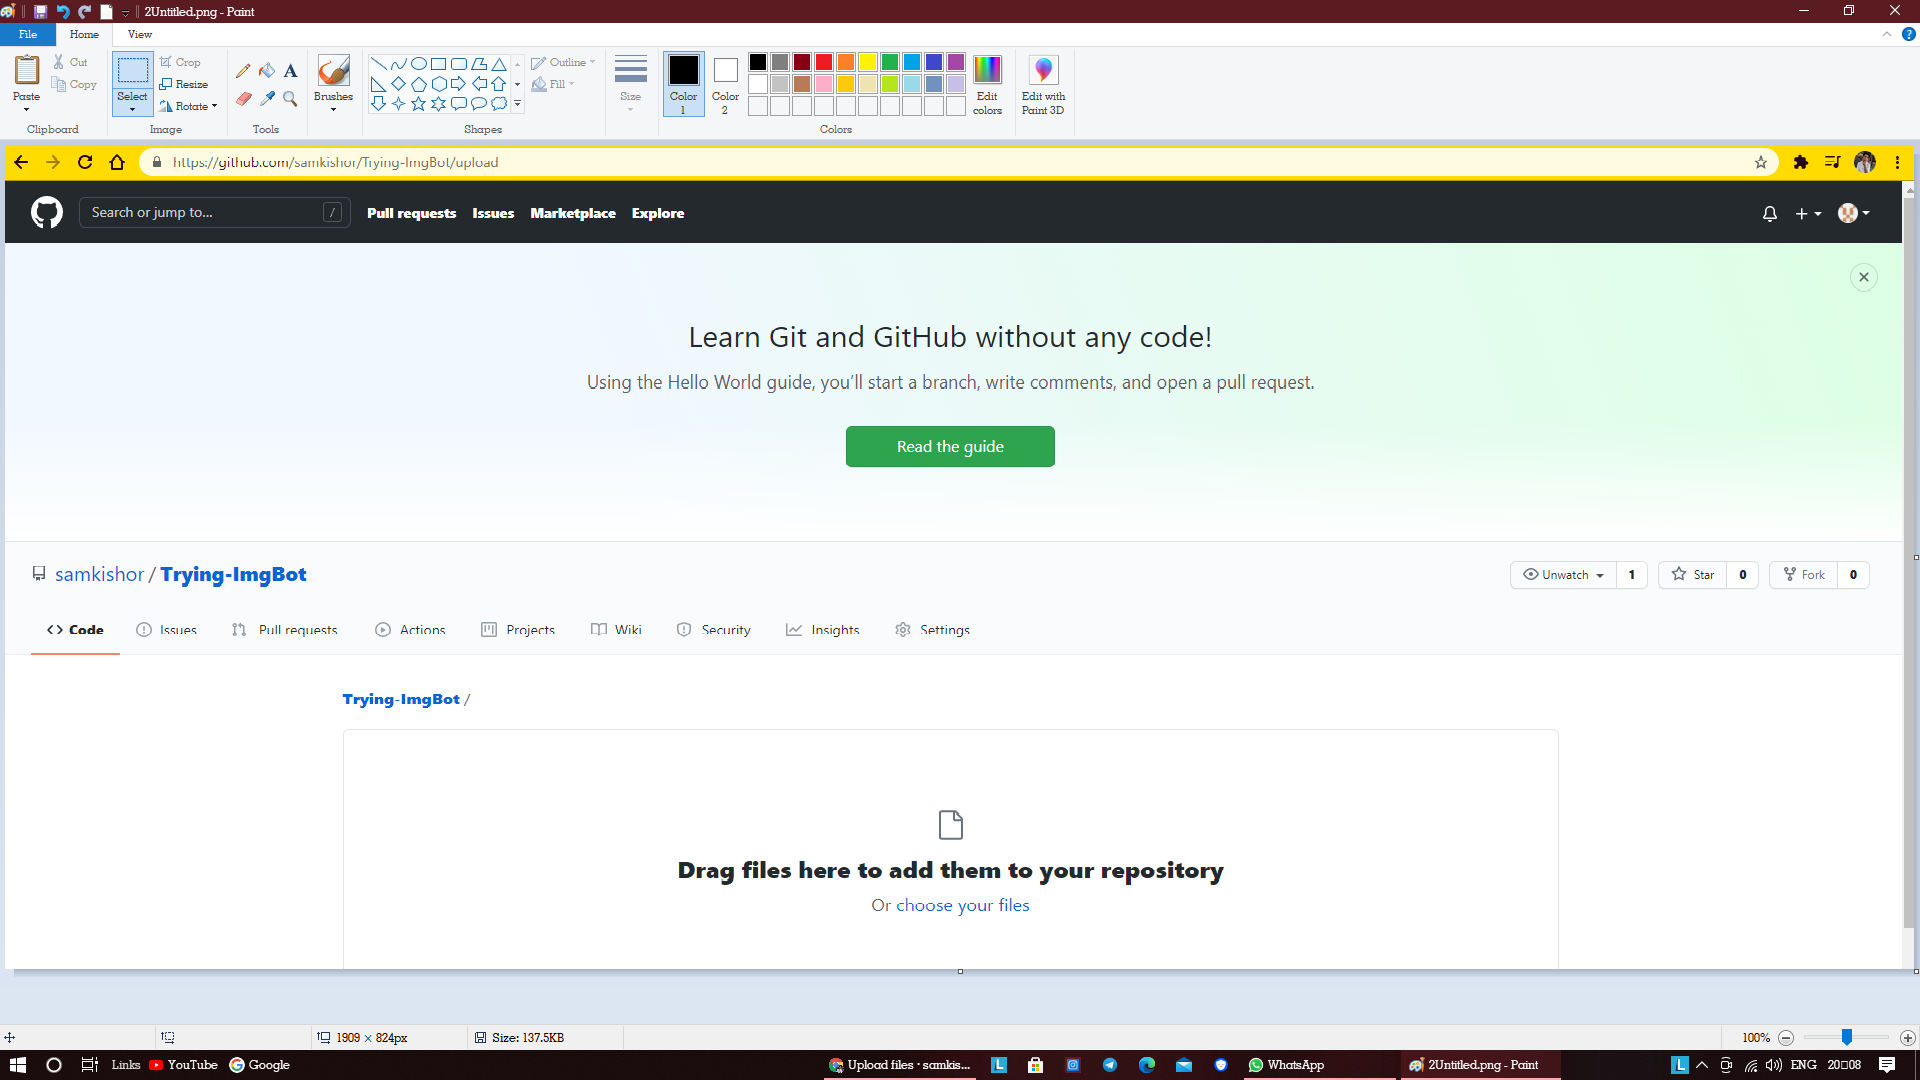 2Untitled.png - Paint
File Home View
Paste
Cut
Copy
Clipboard
Select
Crop
Resize
Rotate
Image
Tools
Brushes
Shapes
Outline
Fill
Size
Color 1
Color 2
Edit colors
Colors
Edit with Paint 3D
https://github.com/samkishor/Trying-ImgBot/upload
Search or jump to... /
Pull requests Issues Marketplace Explore
Learn Git and GitHub without any code!
Using the Hello World guide, you’ll start a branch, write comments, and open a pull request.
Read the guide
samkishor / Trying-ImgBot
Unwatch 1 Star 0 Fork 0
Code Issues Pull requests Actions Projects Wiki Security Insights Settings
Trying-ImgBot /
Drag files here to add them to your repository
Or choose your files
1909 × 824px Size: 137.5KB 100%
Links YouTube Google Upload files · samkis... WhatsApp 2Untitled.png - Paint ENG 20□08